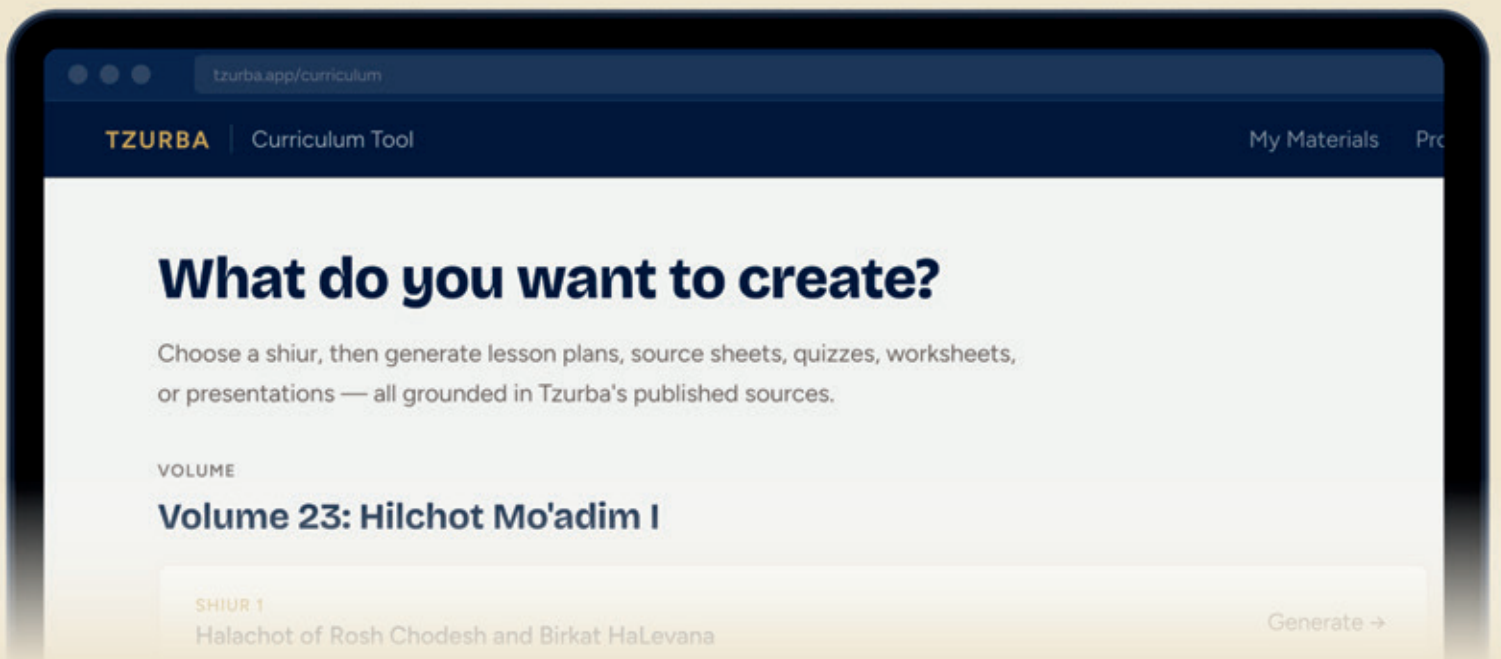 tzurba.app/curriculum
TZURBA Curriculum Tool My Materials
What do you want to create?
Choose a shiur, then generate lesson plans, source sheets, quizzes, worksheets,
or presentations — all grounded in Tzurba's published sources.
VOLUME
Volume 23: Hilchot Mo'adim I
SHIUR 1
Halachot of Rosh Chodesh and Birkat HaLevana
Generate →